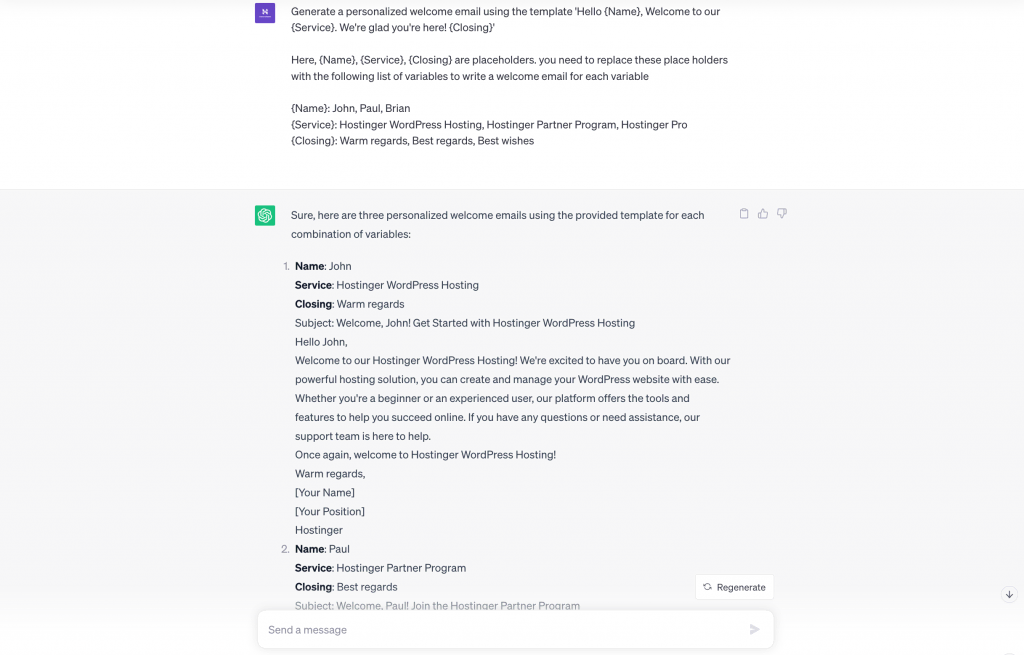 Generate a personalized welcome email using the template 'Hello {Name}, Welcome to our
{Service}. We're glad you're here! {Closing}'
Here, {Name}, {Service}, {Closing} are placeholders. you need to replace these place holders
with the following list of variables to write a welcome email for each variable
{Name}: John, Paul, Brian
{Service}: Hostinger WordPress Hosting, Hostinger Partner Program, Hostinger Pro
{Closing}: Warm regards, Best regards, Best wishes
Sure, here are three personalized welcome emails using the provided template for each
combination of variables:
1. Name: John
Service: Hostinger WordPress Hosting
Closing: Warm regards
Subject: Welcome, John! Get Started with Hostinger WordPress Hosting
Hello John,
Welcome to our Hostinger WordPress Hosting! We're excited to have you on board. With our
powerful hosting solution, you can create and manage your WordPress website with ease.
Whether you're a beginner or an experienced user, our platform offers the tools and
features to help you succeed online. If you have any questions or need assistance, our
support team is here to help.
Once again, welcome to Hostinger WordPress Hosting!
Warm regards,
[Your Name]
[Your Position]
Hostinger
2. Name: Paul
Service: Hostinger Partner Program
Closing: Best regards
Subject: Welcome, Paul! Join the Hostinger Partner Program
Regenerate
Send a message